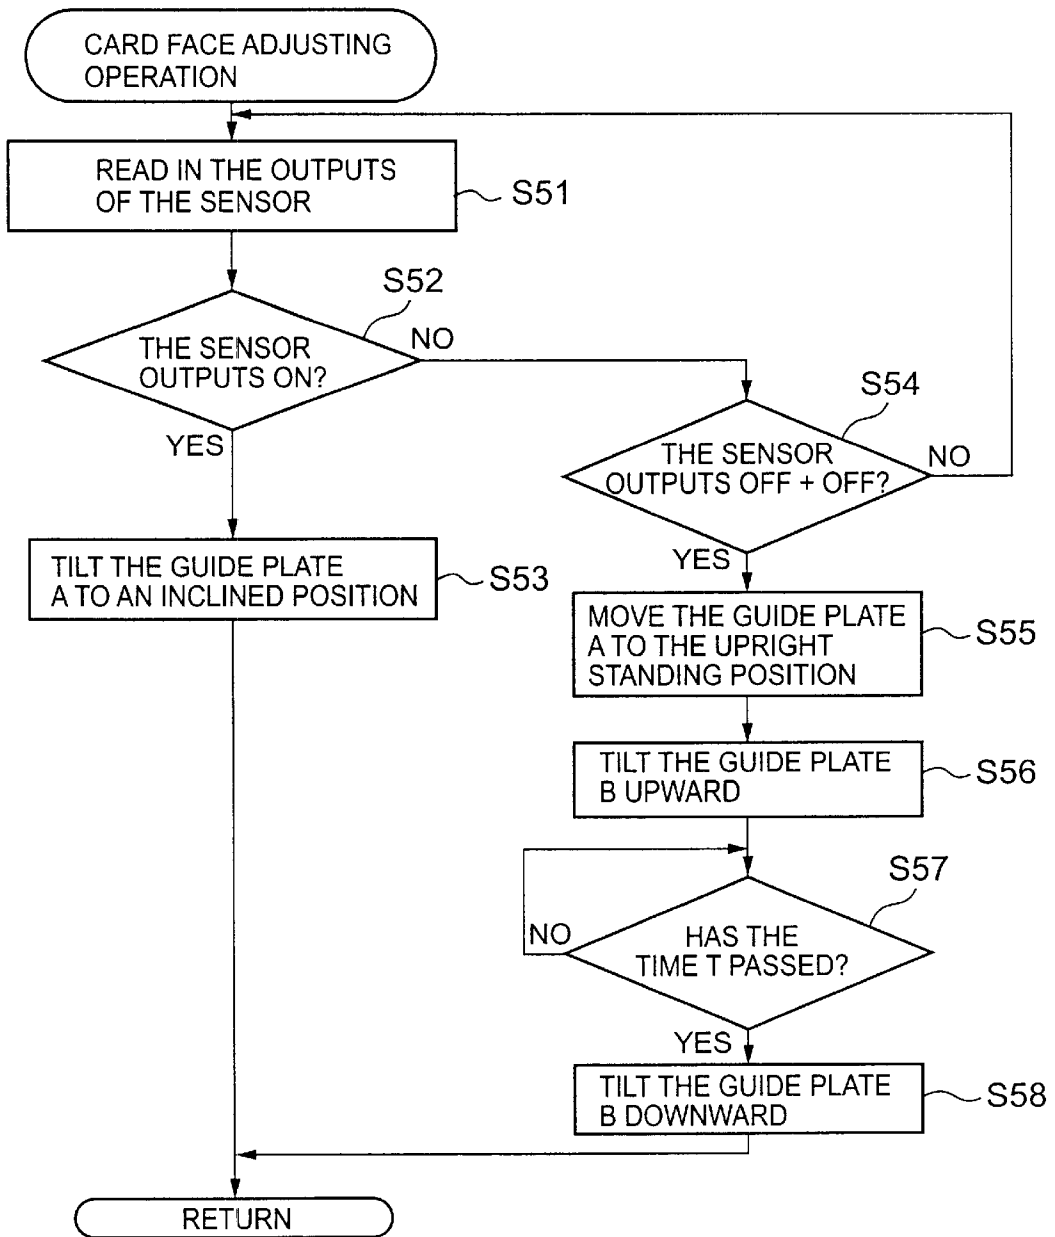 CARD FACE ADJUSTING
OPERATION
READ IN THE OUTPUTS
OF THE SENSOR
S51
S52
THE SENSOR
OUTPUTS ON?
NO
YES
S54
THE SENSOR
OUTPUTS OFF + OFF?
NO
YES
TILT THE GUIDE PLATE
A TO AN INCLINED POSITION
S53
MOVE THE GUIDE PLATE
A TO THE UPRIGHT
STANDING POSITION
S55
TILT THE GUIDE PLATE
B UPWARD
S56
S57
HAS THE
TIME T PASSED?
NO
YES
TILT THE GUIDE PLATE
B DOWNWARD
S58
RETURN